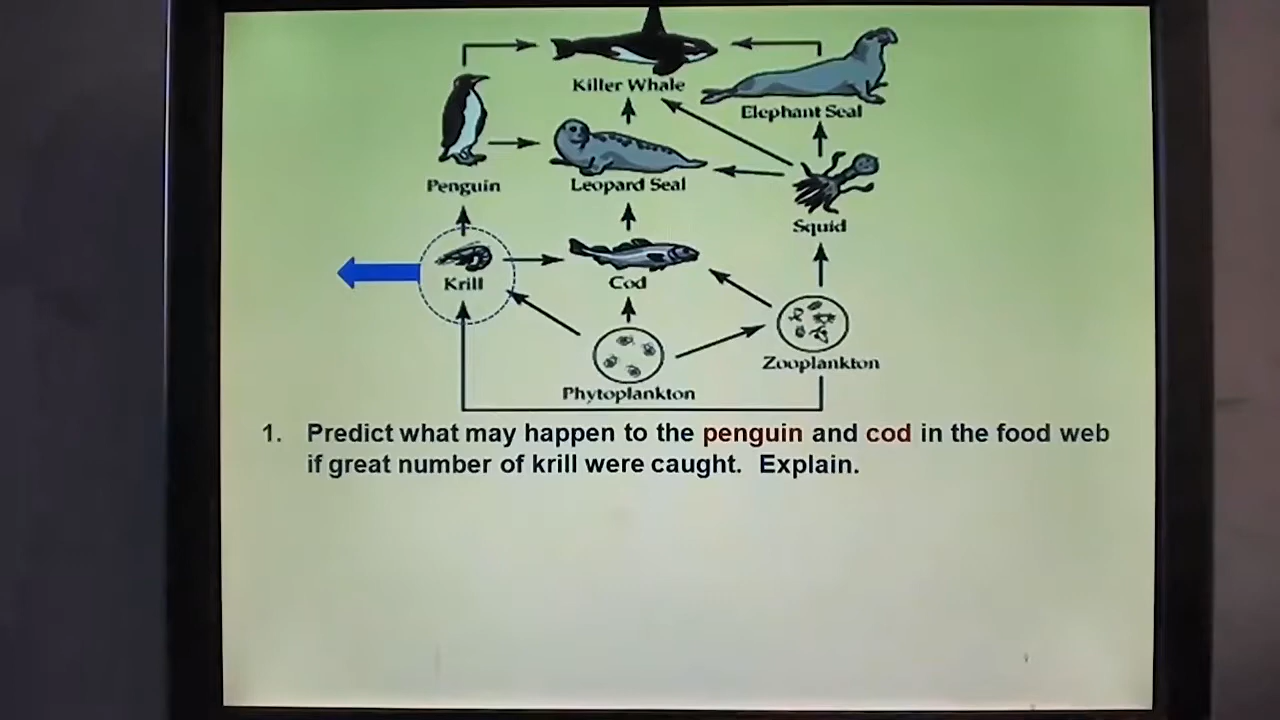 Killer Whale
Elephant Seal
Penguin
Leopard Seal
Squid
Krill
Cod
Zooplankton
Phytoplankton
1. Predict what may happen to the penguin and cod in the food web
if great number of krill were caught. Explain.